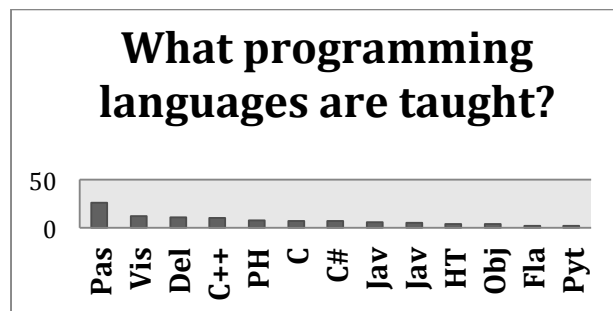 What programming
languages are taught?
50
0
Pas
Vis
Del
C++
PH
C
C#
Jav
Jav
HT
Obj
Fla
Pyt